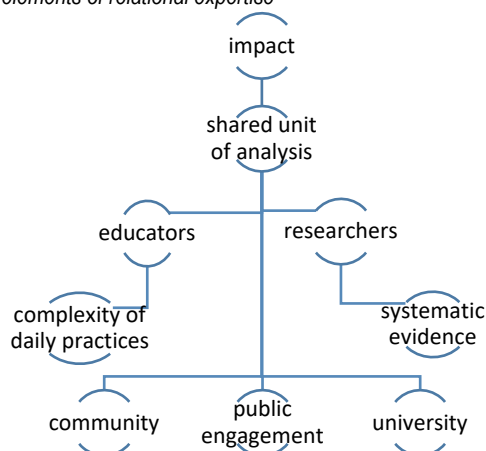 elements of relational expertise
impact
shared unit
of analysis
educators
researchers
complexity of
daily practices
systematic
evidence
community
public
engagement
university